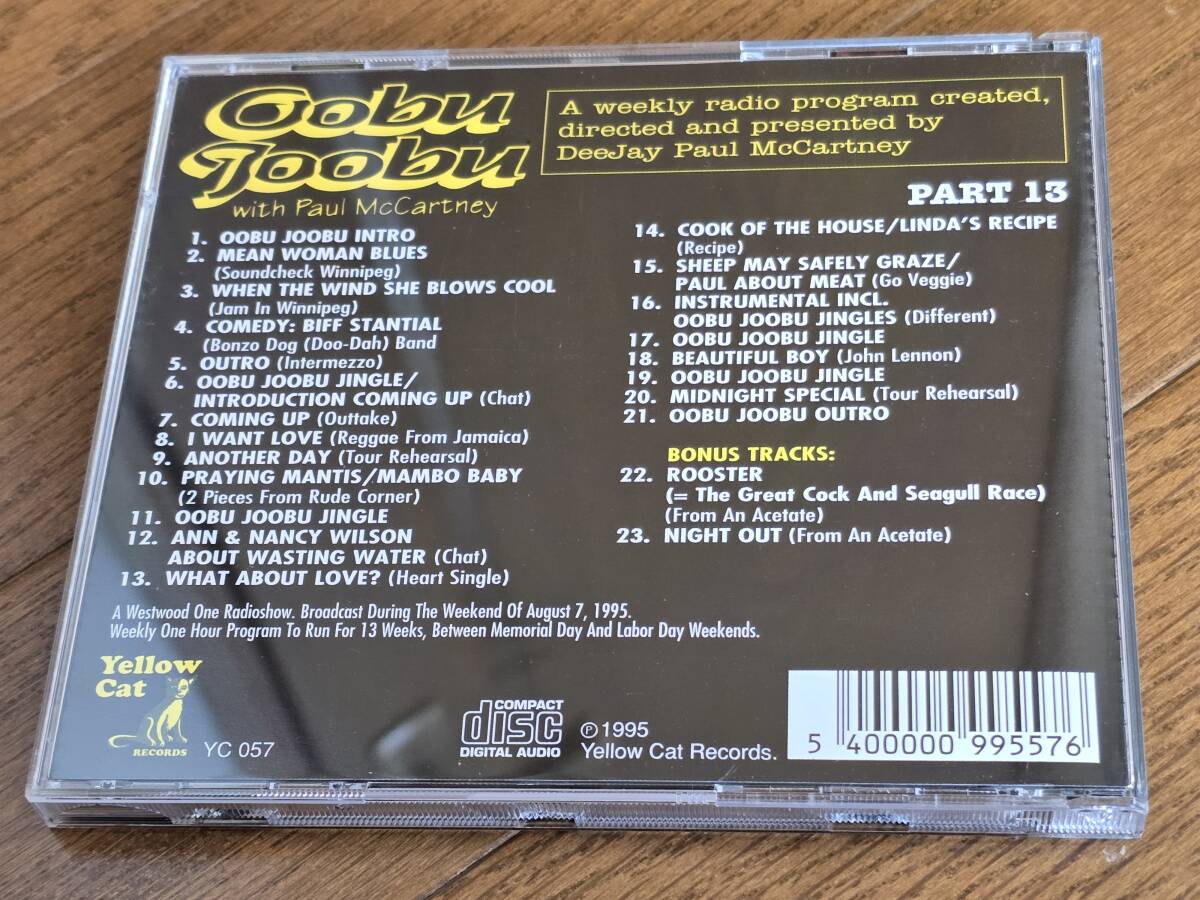 Oobu
Joobu
with Paul McCartney
A weekly radio program created,
directed and presented by
DeeJay Paul McCartney
PART 13
1. OOBU JOOBU INTRO
2. MEAN WOMAN BLUES
(Soundcheck Winnipeg)
3. WHEN THE WIND SHE BLOWS COOL
(Jam In Winnipeg)
4. COMEDY: BIFF STANTIAL
(Bonzo Dog (Doo-Dah) Band
5. OUTRO (Intermezzo)
6. OOBU JOOBU JINGLE/
INTRODUCTION COMING UP (Chat)
7. COMING UP (Outtake)
8. I WANT LOVE (Reggae From Jamaica)
9. ANOTHER DAY (Tour Rehearsal)
10. PRAYING MANTIS/MAMBO BABY
(2 Pieces From Rude Corner)
11. OOBU JOOBU JINGLE
12. ANN & NANCY WILSON
ABOUT WASTING WATER (Chat)
13. WHAT ABOUT LOVE? (Heart Single)
14. COOK OF THE HOUSE/LINDA'S RECIPE
(Recipe)
15. SHEEP MAY SAFELY GRAZE/
PAUL ABOUT MEAT (Go Veggie)
16. INSTRUMENTAL INCL.
OOBU JOOBU JINGLES (Different)
17. OOBU JOOBU JINGLE
18. BEAUTIFUL BOY (John Lennon)
19. OOBU JOOBU JINGLE
20. MIDNIGHT SPECIAL (Tour Rehearsal)
21. OOBU JOOBU OUTRO
BONUS TRACKS:
22. ROOSTER
(= The Great Cock And Seagull Race)
(From An Acetate)
23. NIGHT OUT (From An Acetate)
A Westwood One Radioshow. Broadcast During The Weekend Of August 7, 1995.
Weekly One Hour Program To Run For 13 Weeks, Between Memorial Day And Labor Day Weekends.
Yellow
Cat
RECORDS
YC 057
COMPACT
disc
DIGITAL AUDIO
℗ 1995
Yellow Cat Records.
5 400000 995576